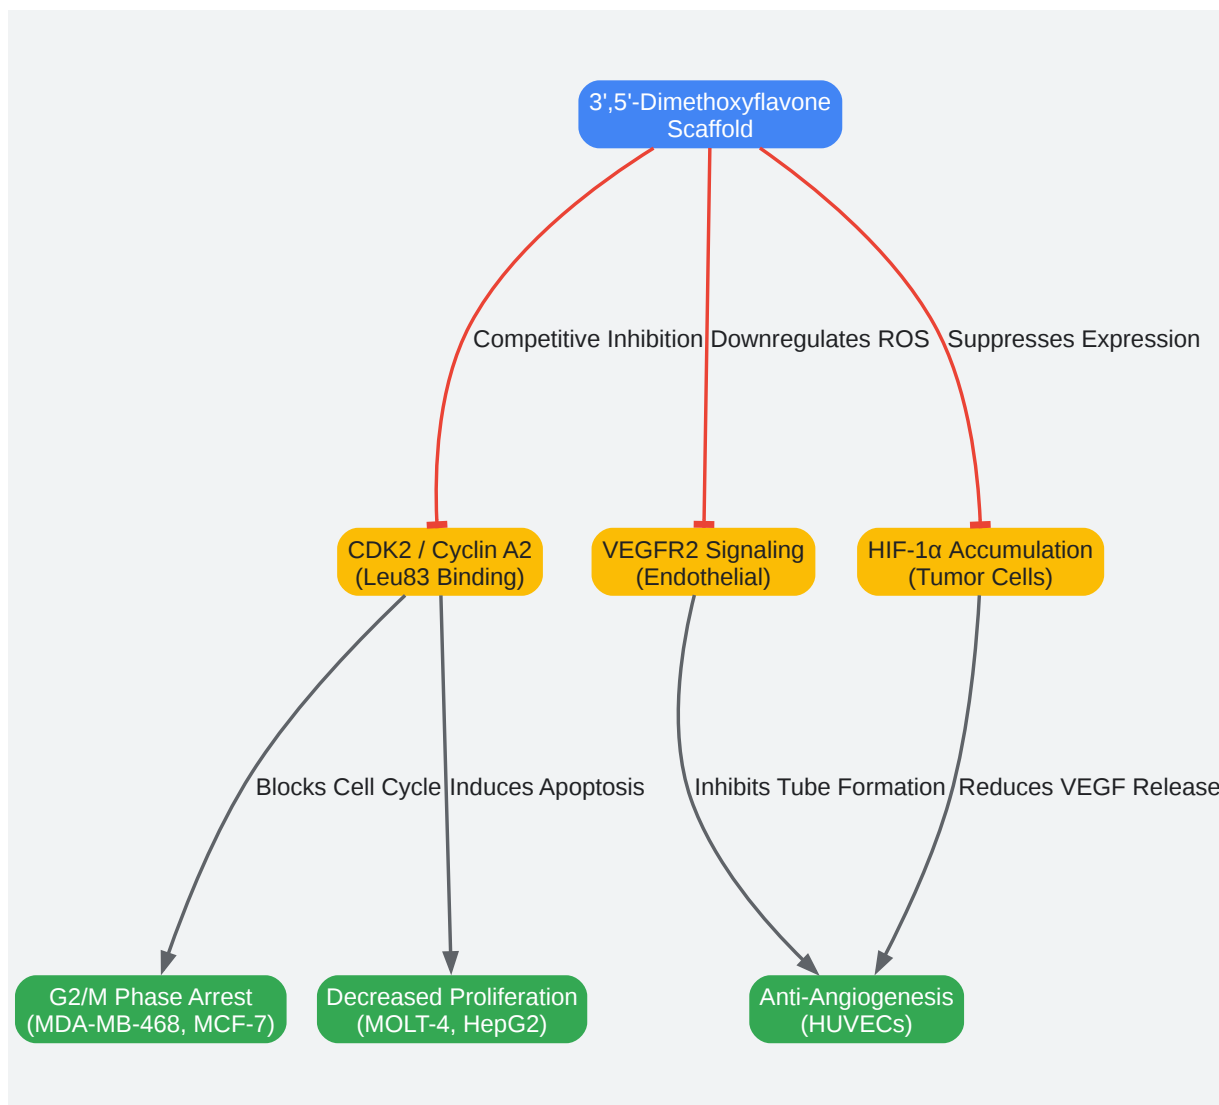 3',5'-Dimethoxyflavone
Scaffold
Competitive Inhibition
Downregulates ROS
Suppresses Expression
CDK2 / Cyclin A2
(Leu83 Binding)
VEGFR2 Signaling
(Endothelial)
HIF-1α Accumulation
(Tumor Cells)
Blocks Cell Cycle
Induces Apoptosis
Inhibits Tube Formation
Reduces VEGF Release
G2/M Phase Arrest
(MDA-MB-468, MCF-7)
Decreased Proliferation
(MOLT-4, HepG2)
Anti-Angiogenesis
(HUVECs)